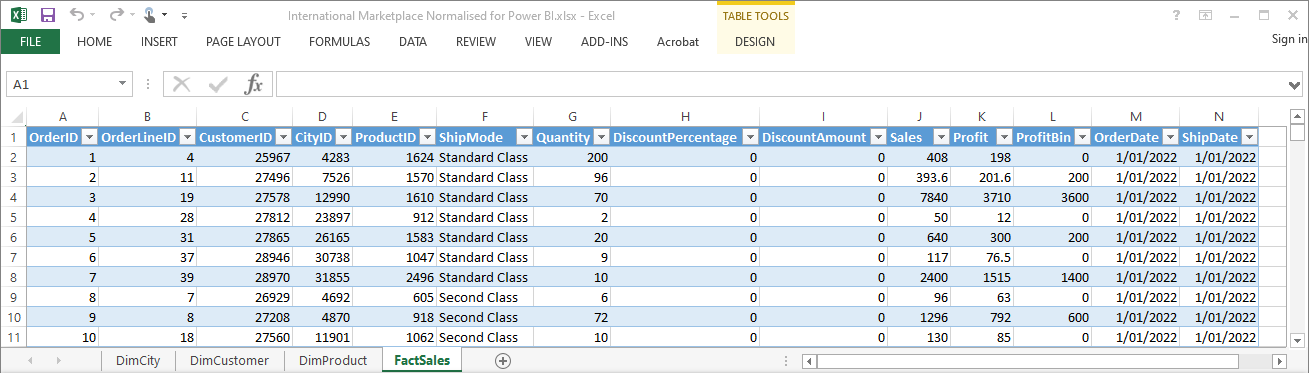 International Marketplace Normalised for Power BI.xlsx - Excel
TABLE TOOLS
?
FILE HOME INSERT PAGE LAYOUT FORMULAS DATA REVIEW VIEW ADD-INS Acrobat DESIGN Sign in
A1 fx
A B C D E F G H I J K L M N
1 OrderID OrderLineID CustomerID CityID ProductID ShipMode Quantity DiscountPercentage DiscountAmount Sales Profit ProfitBin OrderDate ShipDate
2 1 4 25967 4283 1624 Standard Class 200 0 0 408 198 0 1/01/2022 1/01/2022
3 2 11 27496 7526 1570 Standard Class 96 0 0 393.6 201.6 200 1/01/2022 1/01/2022
4 3 19 27578 12990 1610 Standard Class 70 0 0 7840 3710 3600 1/01/2022 1/01/2022
5 4 28 27812 23897 912 Standard Class 2 0 0 50 12 0 1/01/2022 1/01/2022
6 5 31 27865 26165 1583 Standard Class 20 0 0 640 300 200 1/01/2022 1/01/2022
7 6 37 28946 30738 1047 Standard Class 9 0 0 117 76.5 0 1/01/2022 1/01/2022
8 7 39 28970 31855 2496 Standard Class 10 0 0 2400 1515 1400 1/01/2022 1/01/2022
9 8 7 26929 4692 605 Second Class 6 0 0 96 63 0 1/01/2022 1/01/2022
10 9 8 27208 4870 918 Second Class 72 0 0 1296 792 600 1/01/2022 1/01/2022
11 10 18 27560 11901 1062 Second Class 10 0 0 130 85 0 1/01/2022 1/01/2022
DimCity DimCustomer DimProduct FactSales